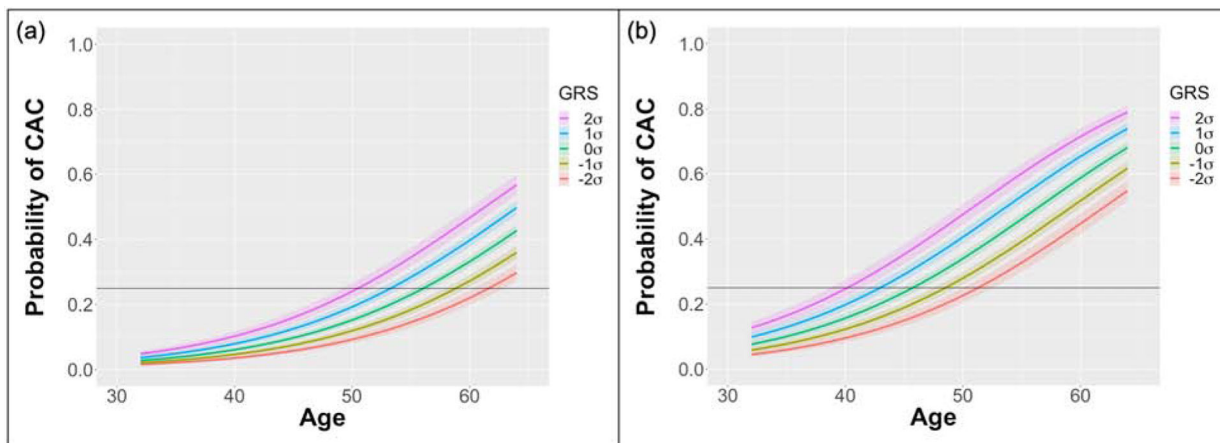 (a)
1.0
0.8
0.6
0.4
0.2
0.0
Probability of CAC
30 40 50 60
Age
GRS
2σ
1σ
0σ
-1σ
-2σ
(b)
1.0
0.8
0.6
0.4
0.2
0.0
Probability of CAC
30 40 50 60
Age
GRS
2σ
1σ
0σ
-1σ
-2σ